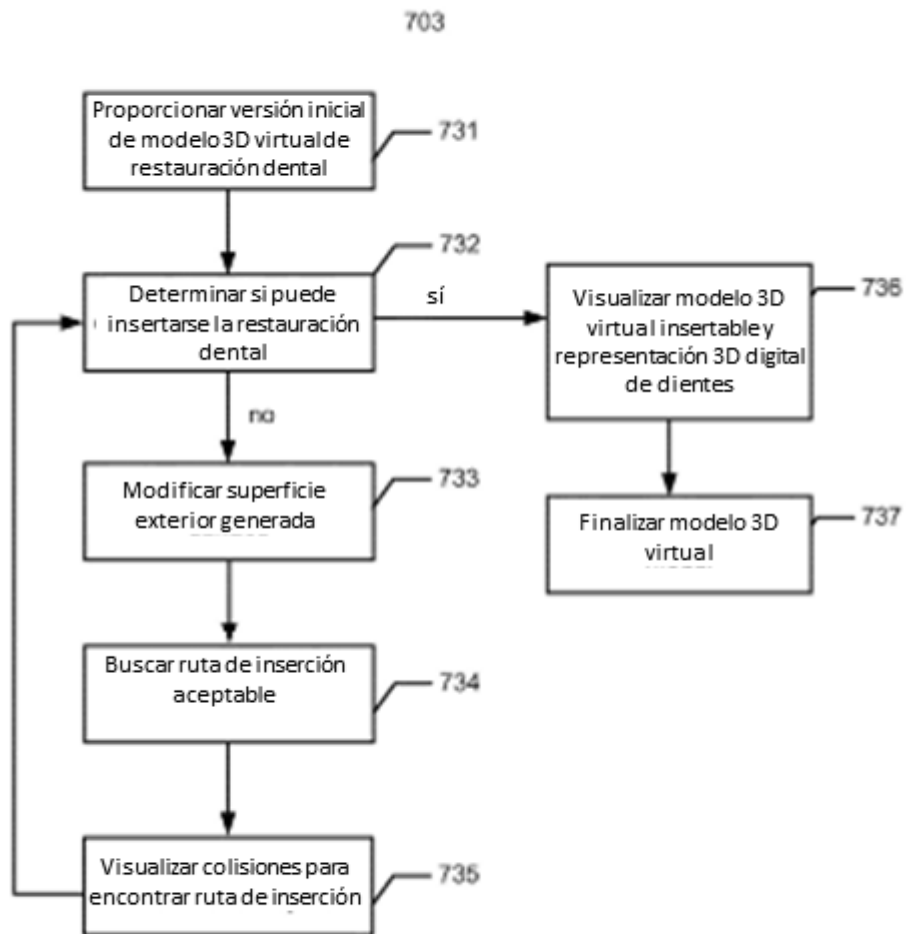 703
Proporcionar versión inicial
de modelo 3D virtual de
restauración dental
731
732
Determinar si puede
insertarse la restauración
dental
sí
Visualizar modelo 3D
virtual insertable y
representación 3D digital
de dientes
736
no
Modificar superficie
exterior generada
733
Finalizar modelo 3D
virtual
737
Buscar ruta de inserción
aceptable
734
Visualizar colisiones para
encontrar ruta de inserción
735